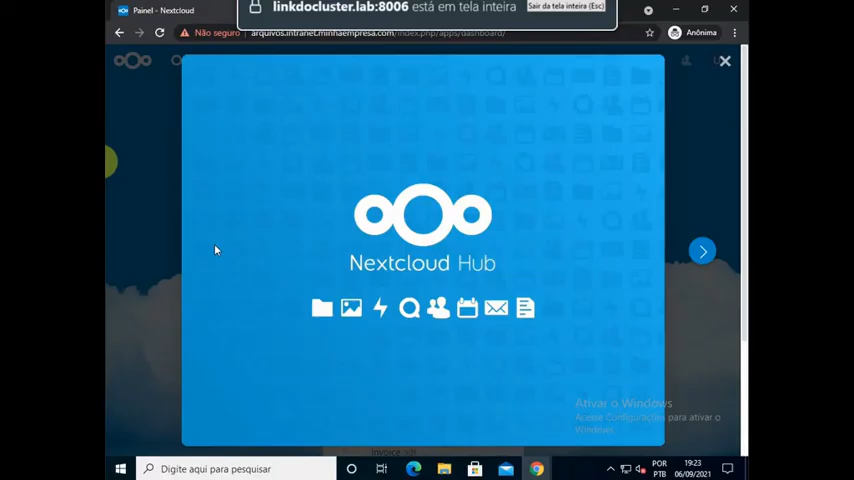 Painel - Nextcloud
linkdocluster.lab:8006 está em tela inteira
Sair da tela inteira (Esc)
Não seguro
arquivos.intranet.minhaempresa.com/index.php/apps/dashboard/
Anônima
Nextcloud Hub
Ativar o Windows
Acesse Configurações para ativar o
Windows.
Digite aqui para pesquisar
POR
PTB
19:23
06/09/2021